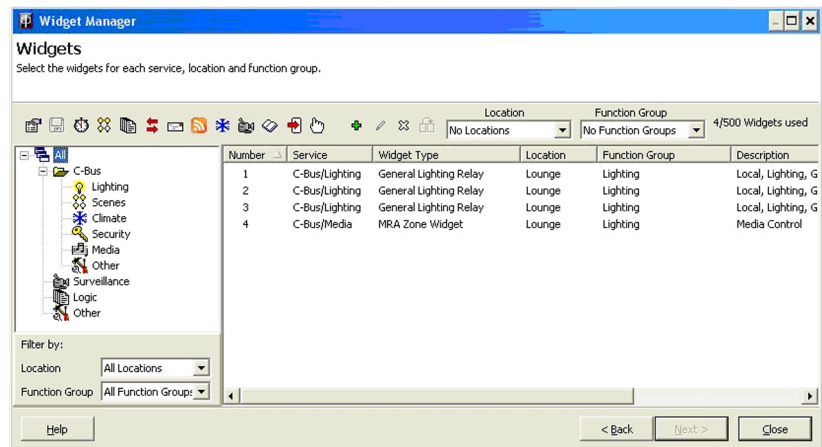 Widget Manager
Widgets
Select the widgets for each service, location and function group.
Location
Function Group
No Locations
No Function Groups
4/500 Widgets used
All
C-Bus
Lighting
Scenes
Climate
Security
Media
Other
Surveillance
Logic
Other
Number Service Widget Type Location Function Group Description
1 C-Bus/Lighting General Lighting Relay Lounge Lighting Local, Lighting, G
2 C-Bus/Lighting General Lighting Relay Lounge Lighting Local, Lighting, G
3 C-Bus/Lighting General Lighting Relay Lounge Lighting Local, Lighting, G
4 C-Bus/Media MRA Zone Widget Lounge Lighting Media Control
Filter by:
Location All Locations
Function Group All Function Groups
Help
< Back
Next >
Close